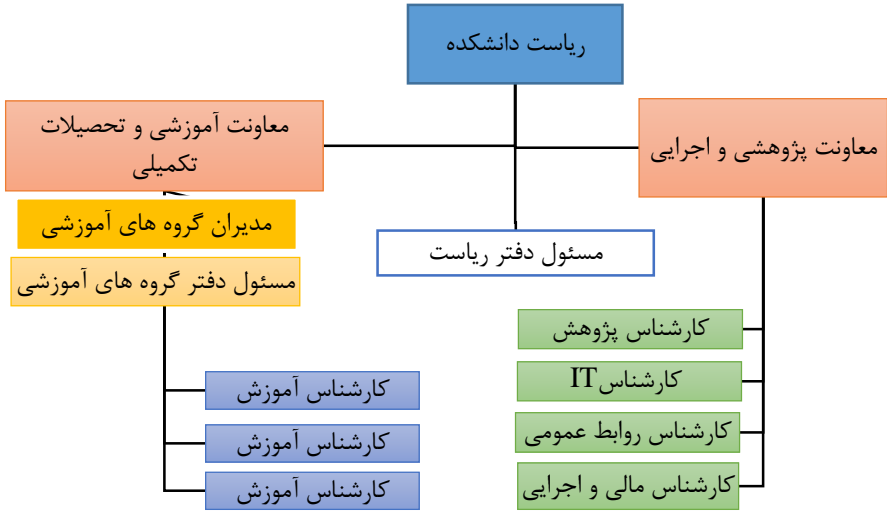 ریاست دانشکده
معاونت پژوهشی و اجرایی
معاونت آموزشی و تحصیلات
تکمیلی
مدیران گروه های آموزشی
مسئول دفتر ریاست
مسئول دفتر گروه های آموزشی
کارشناس پژوهش
کارشناسIT
کارشناس روابط عمومی
کارشناس مالی و اجرایی
کارشناس آموزش
کارشناس آموزش
کارشناس آموزش